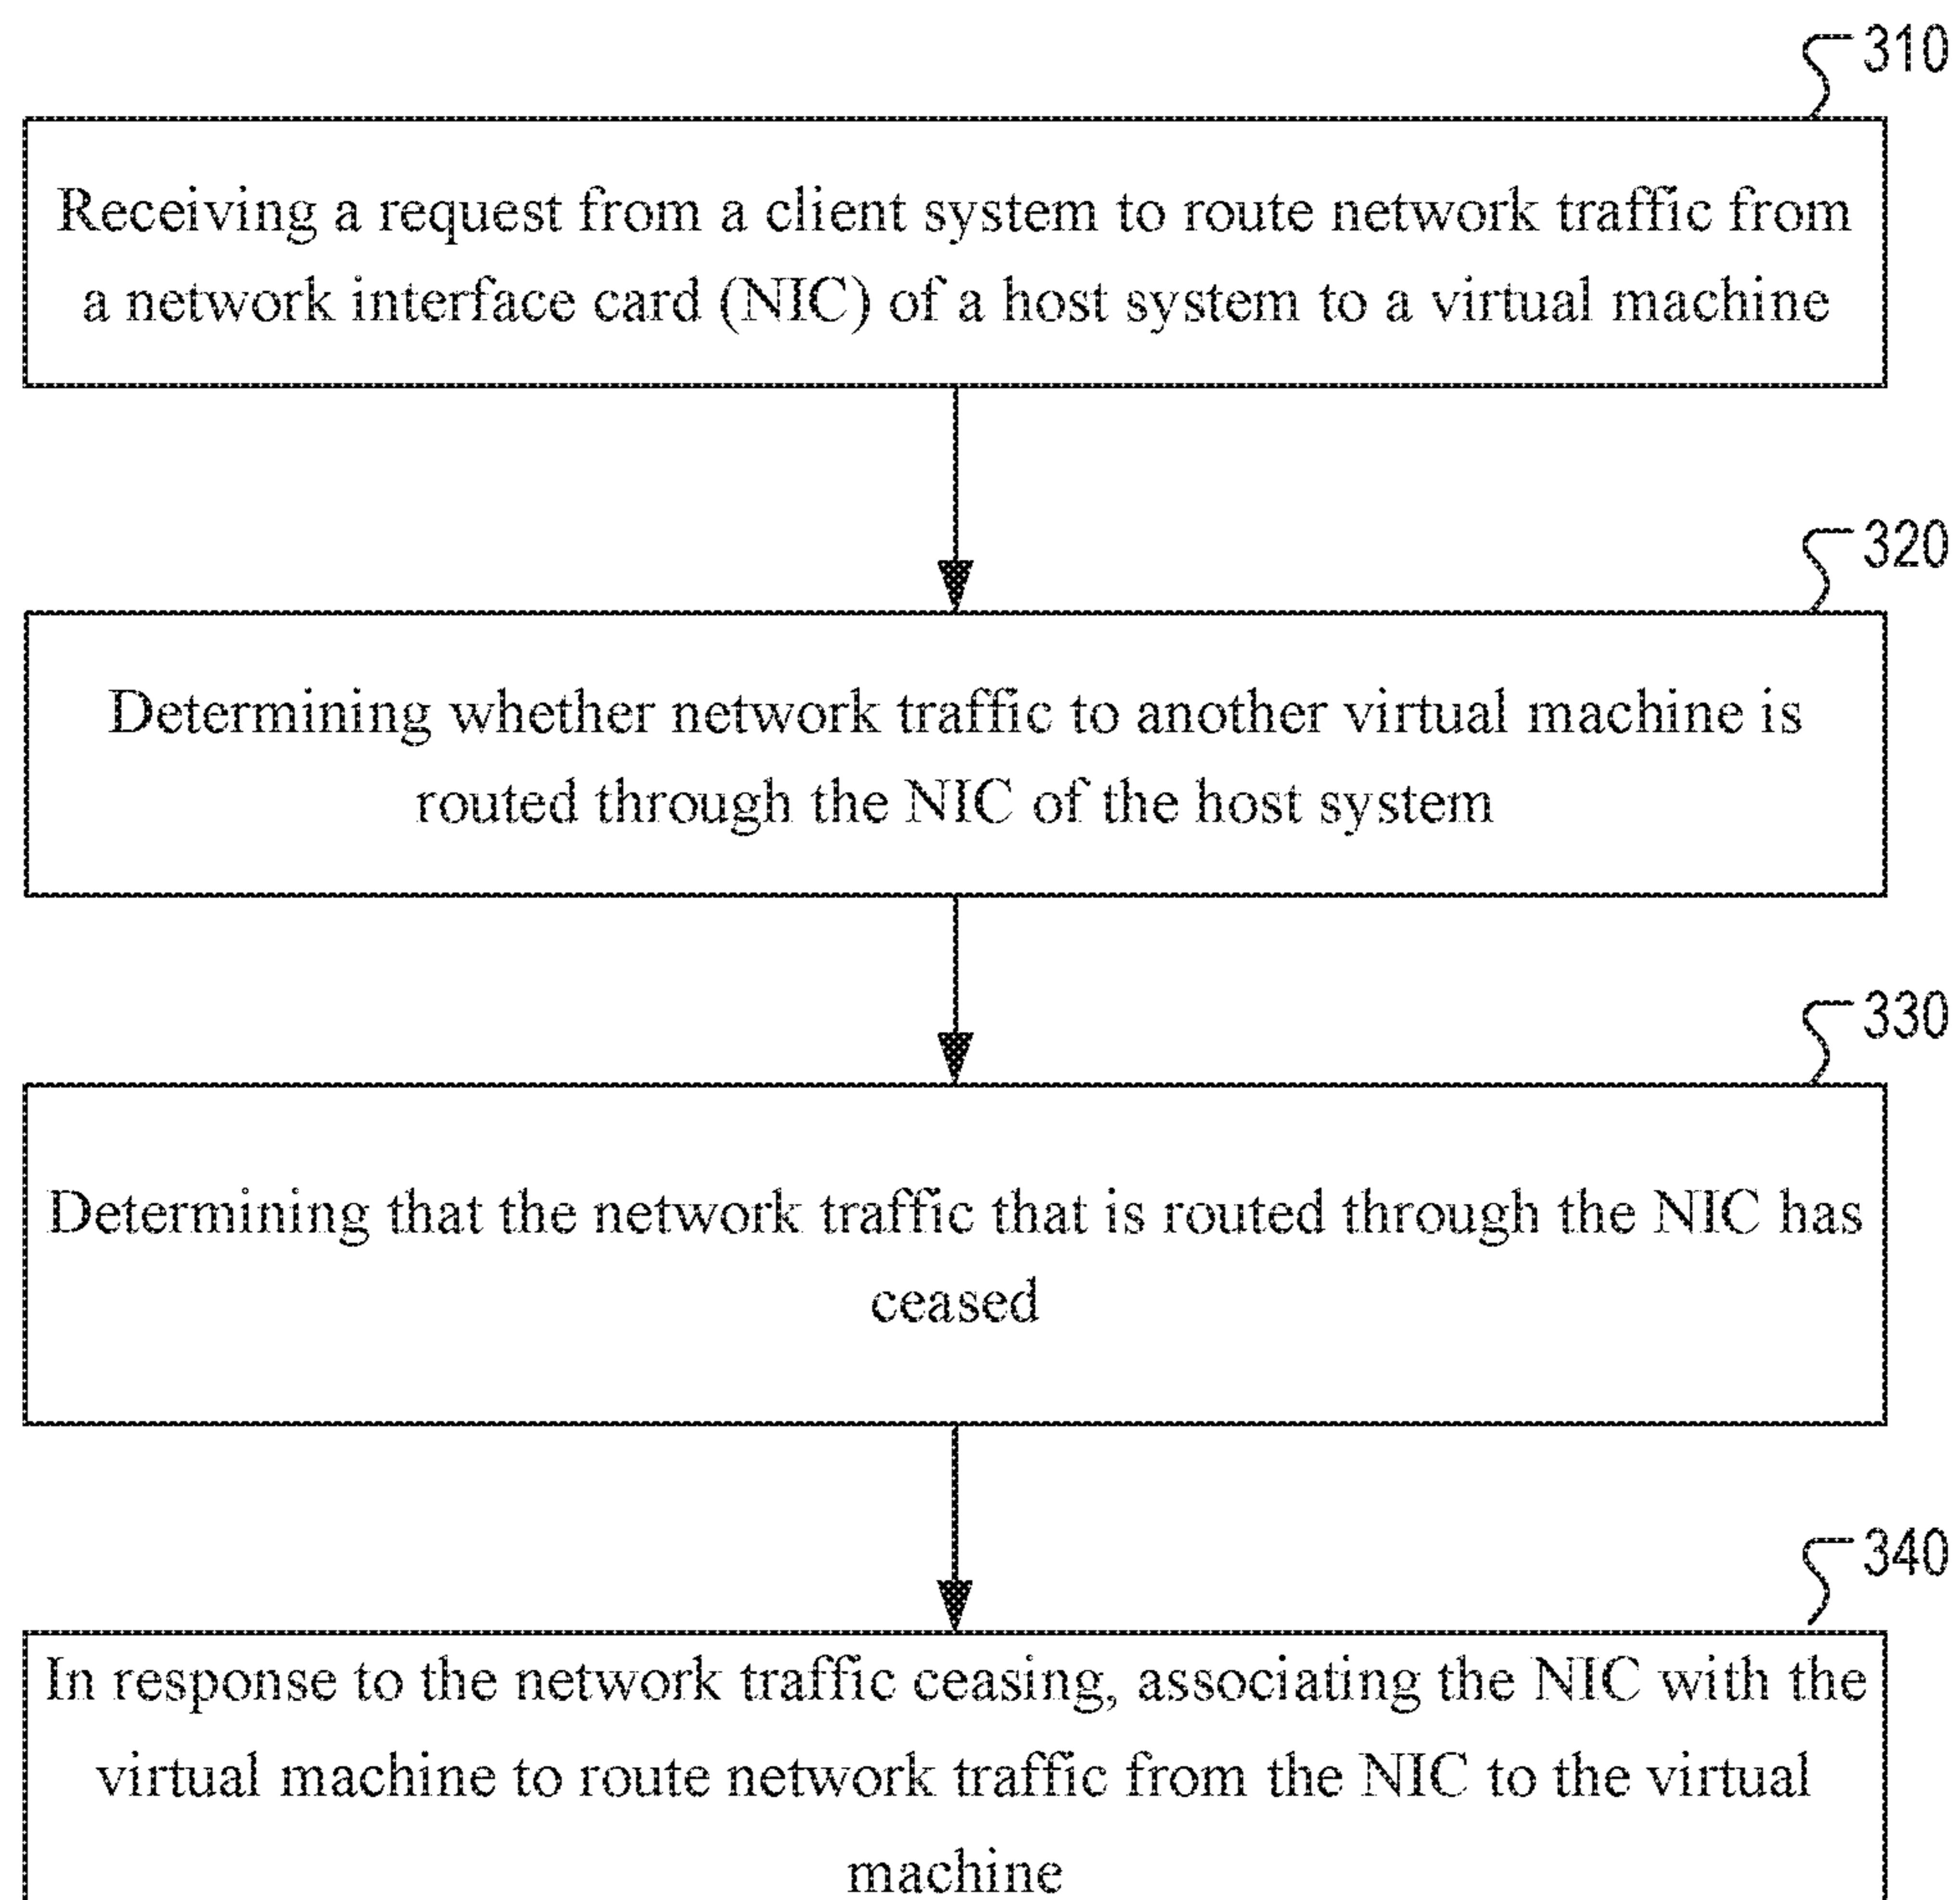 310
Receiving a request from a client system to route network traffic from
a network interface card (NIC) of a host system to a virtual machine
320
Determining whether network traffic to another virtual machine is
routed through the NIC of the host system
330
Determining that the network traffic that is routed through the NIC has
ceased
340
In response to the network traffic ceasing, associating the NIC with the
virtual machine to route network traffic from the NIC to the virtual
machine